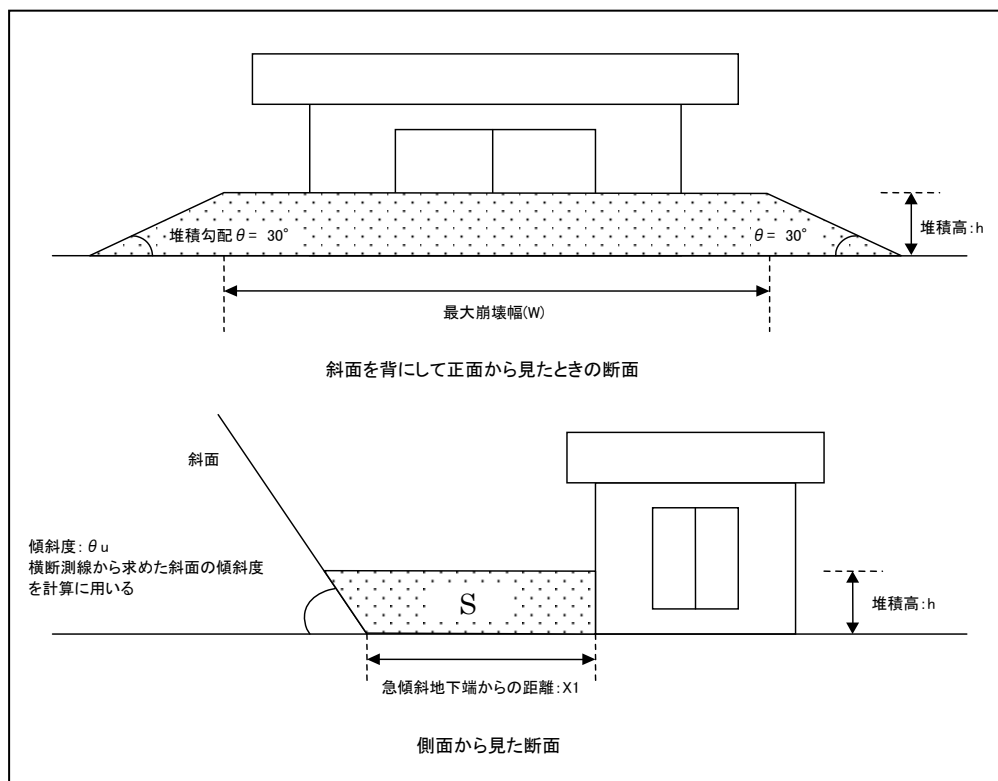 堆積勾配θ= 30°
θ= 30°
堆積高:h
最大崩壊幅(W)
斜面を背にして正面から見たときの断面
斜面
傾斜度:θu
横断測線から求めた斜面の傾斜度
を計算に用いる
S
堆積高:h
急傾斜地下端からの距離:X1
側面から見た断面